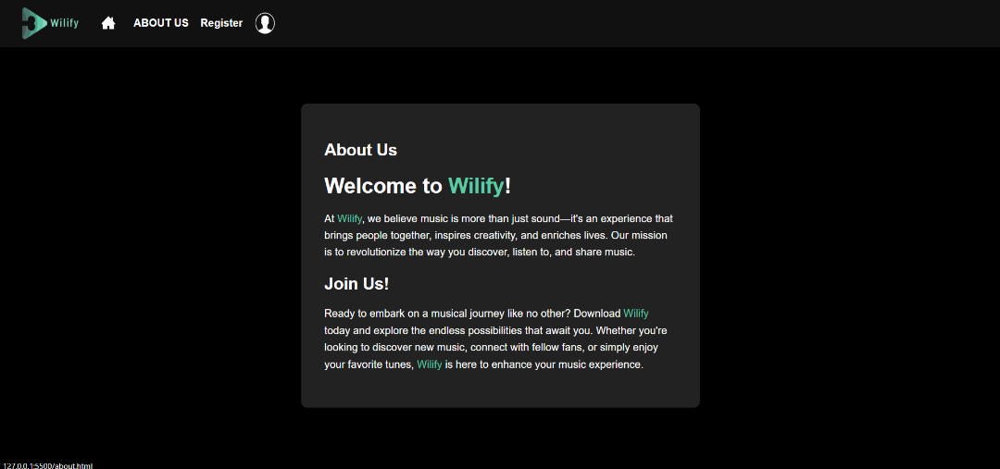 Wilify
ABOUT US
Register
About Us
Welcome to Wilify!
At Wilify, we believe music is more than just sound—it's an experience that
brings people together, inspires creativity, and enriches lives. Our mission
is to revolutionize the way you discover, listen to, and share music.
Join Us!
Ready to embark on a musical journey like no other? Download Wilify
today and explore the endless possibilities that await you. Whether you're
looking to discover new music, connect with fellow fans, or simply enjoy
your favorite tunes, Wilify is here to enhance your music experience.
127.0.0.1:5500/about.html